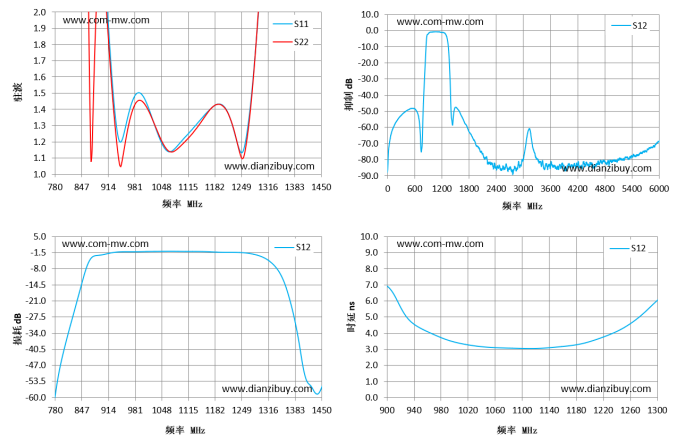 www.com-mw.com
S11
S22
2.0
1.9
1.8
1.7
1.6
1.5
1.4
1.3
1.2
1.1
1.0
驻波
www.dianzibuy.com
780 847 914 981 1048 1115 1182 1249 1316 1383 1450
频率 MHz
www.com-mw.com
S12
10.0
0.0
-10.0
-20.0
-30.0
-40.0
-50.0
-60.0
-70.0
-80.0
-90.0
抑制 dB
www.dianzibuy.com
0 600 1200 1800 2400 3000 3600 4200 4800 5400 6000
频率 MHz
www.com-mw.com
S12
5.0
-1.5
-8.0
-14.5
-21.0
-27.5
-34.0
-40.5
-47.0
-53.5
-60.0
损耗 dB
www.dianzibuy.com
780 847 914 981 1048 1115 1182 1249 1316 1383 1450
频率 MHz
www.com-mw.com
S12
10.0
9.0
8.0
7.0
6.0
5.0
4.0
3.0
2.0
1.0
0.0
时延 ns
www.dianzibuy.com
900 940 980 1020 1060 1100 1140 1180 1220 1260 1300
频率 MHz